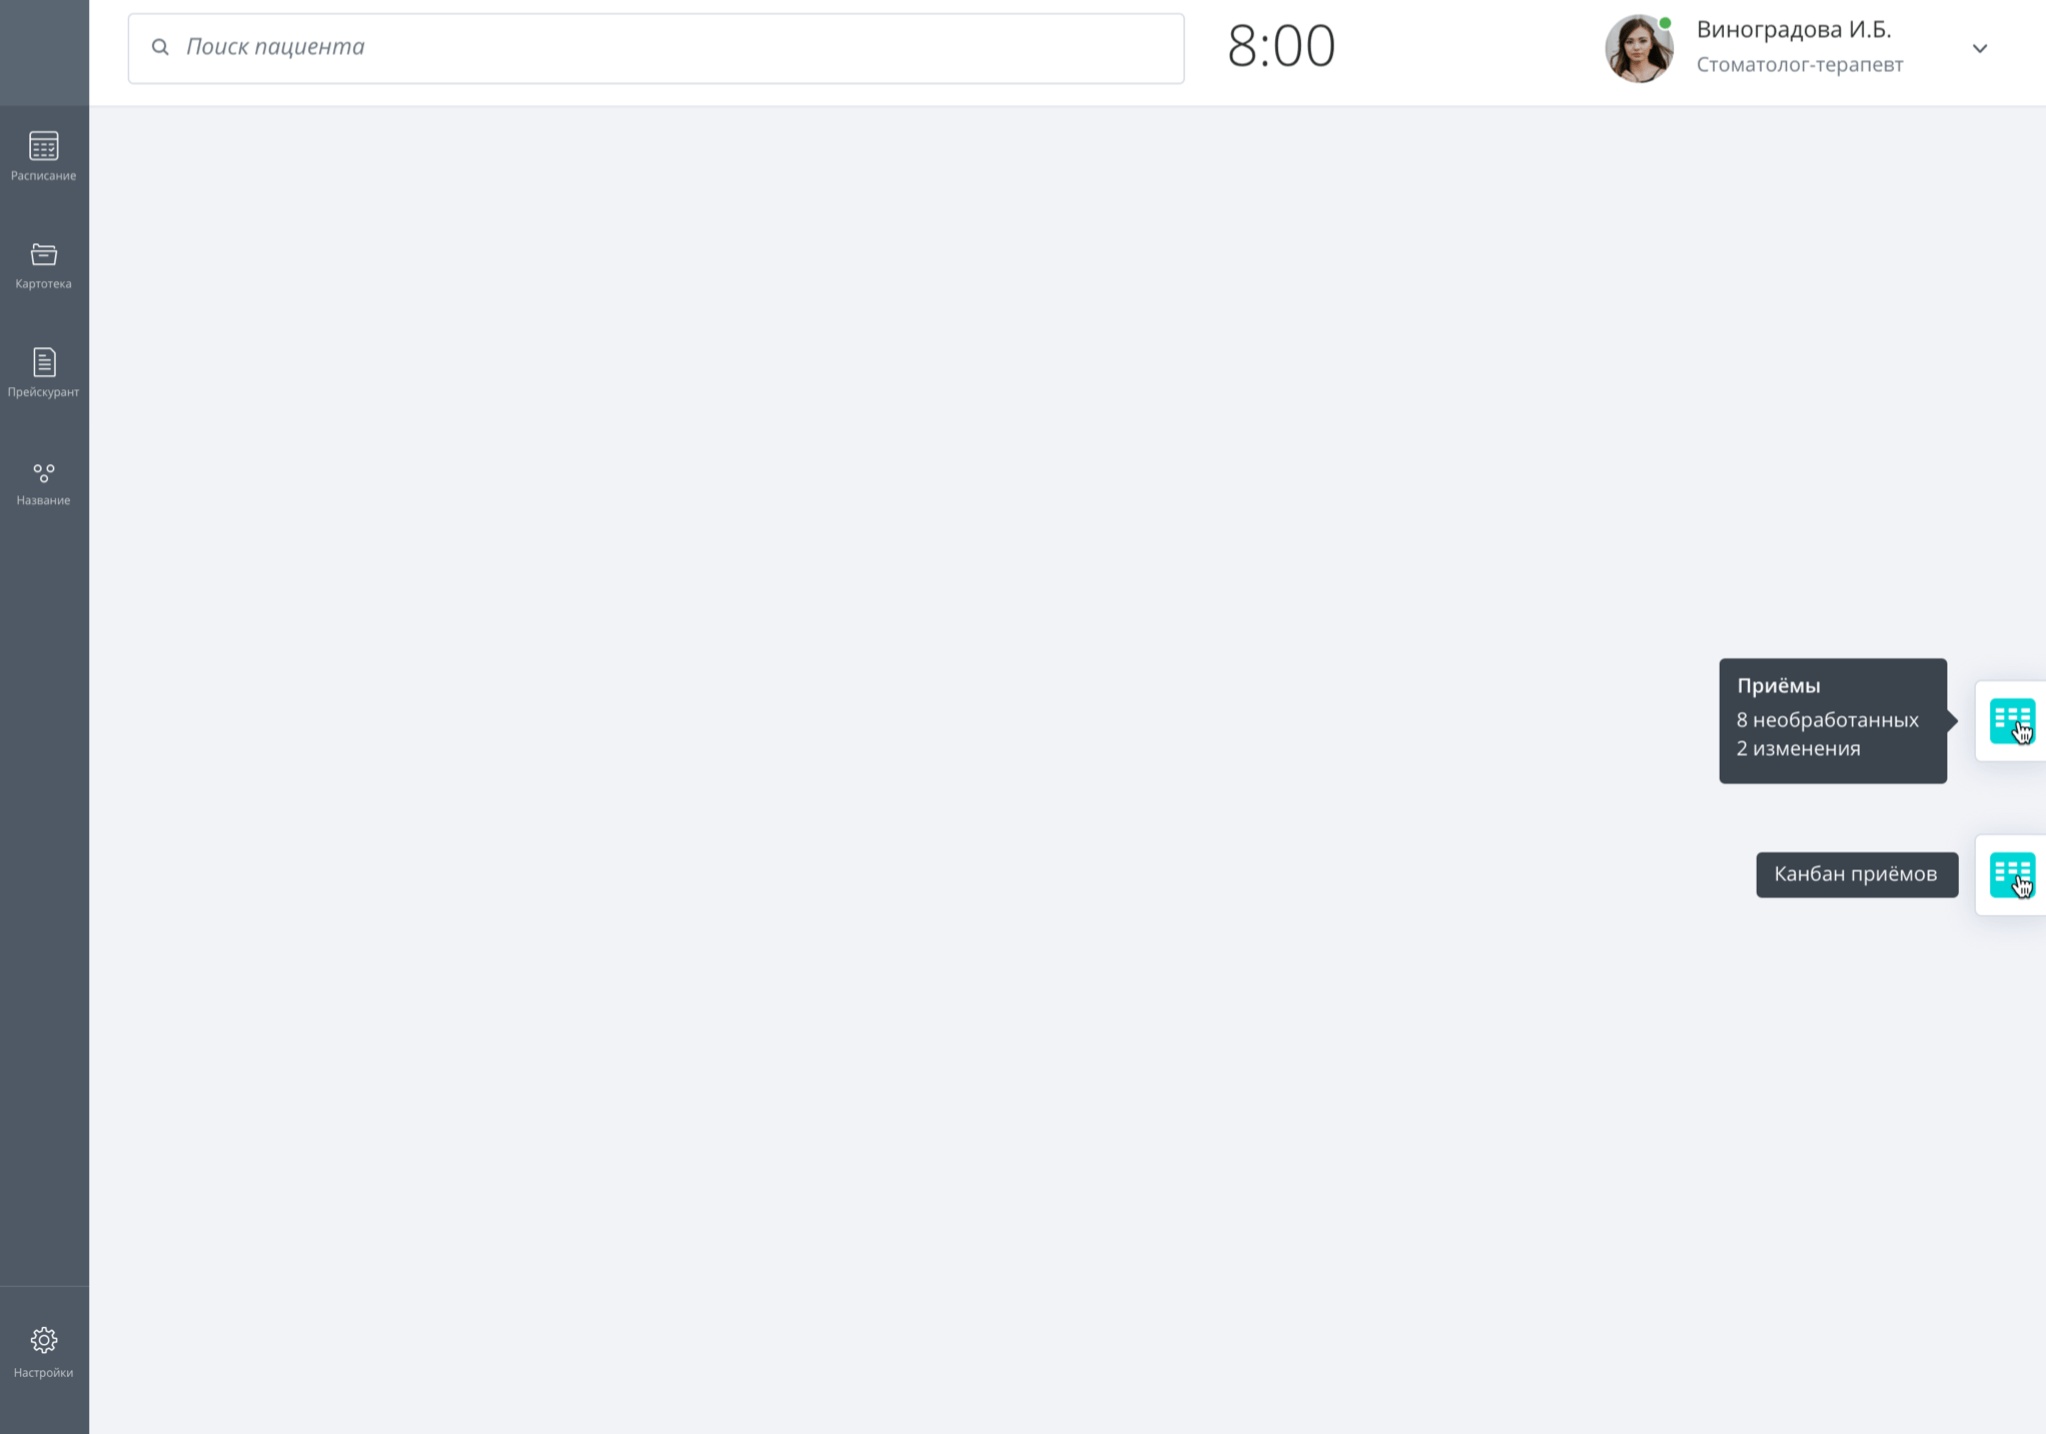 Поиск пациента
8:00
Виноградова И.Б.
Стоматолог-терапевт
Расписание
Картотека
Прейскурант
Название
Приёмы
8 необработанных
2 изменения
Канбан приёмов
Настройки